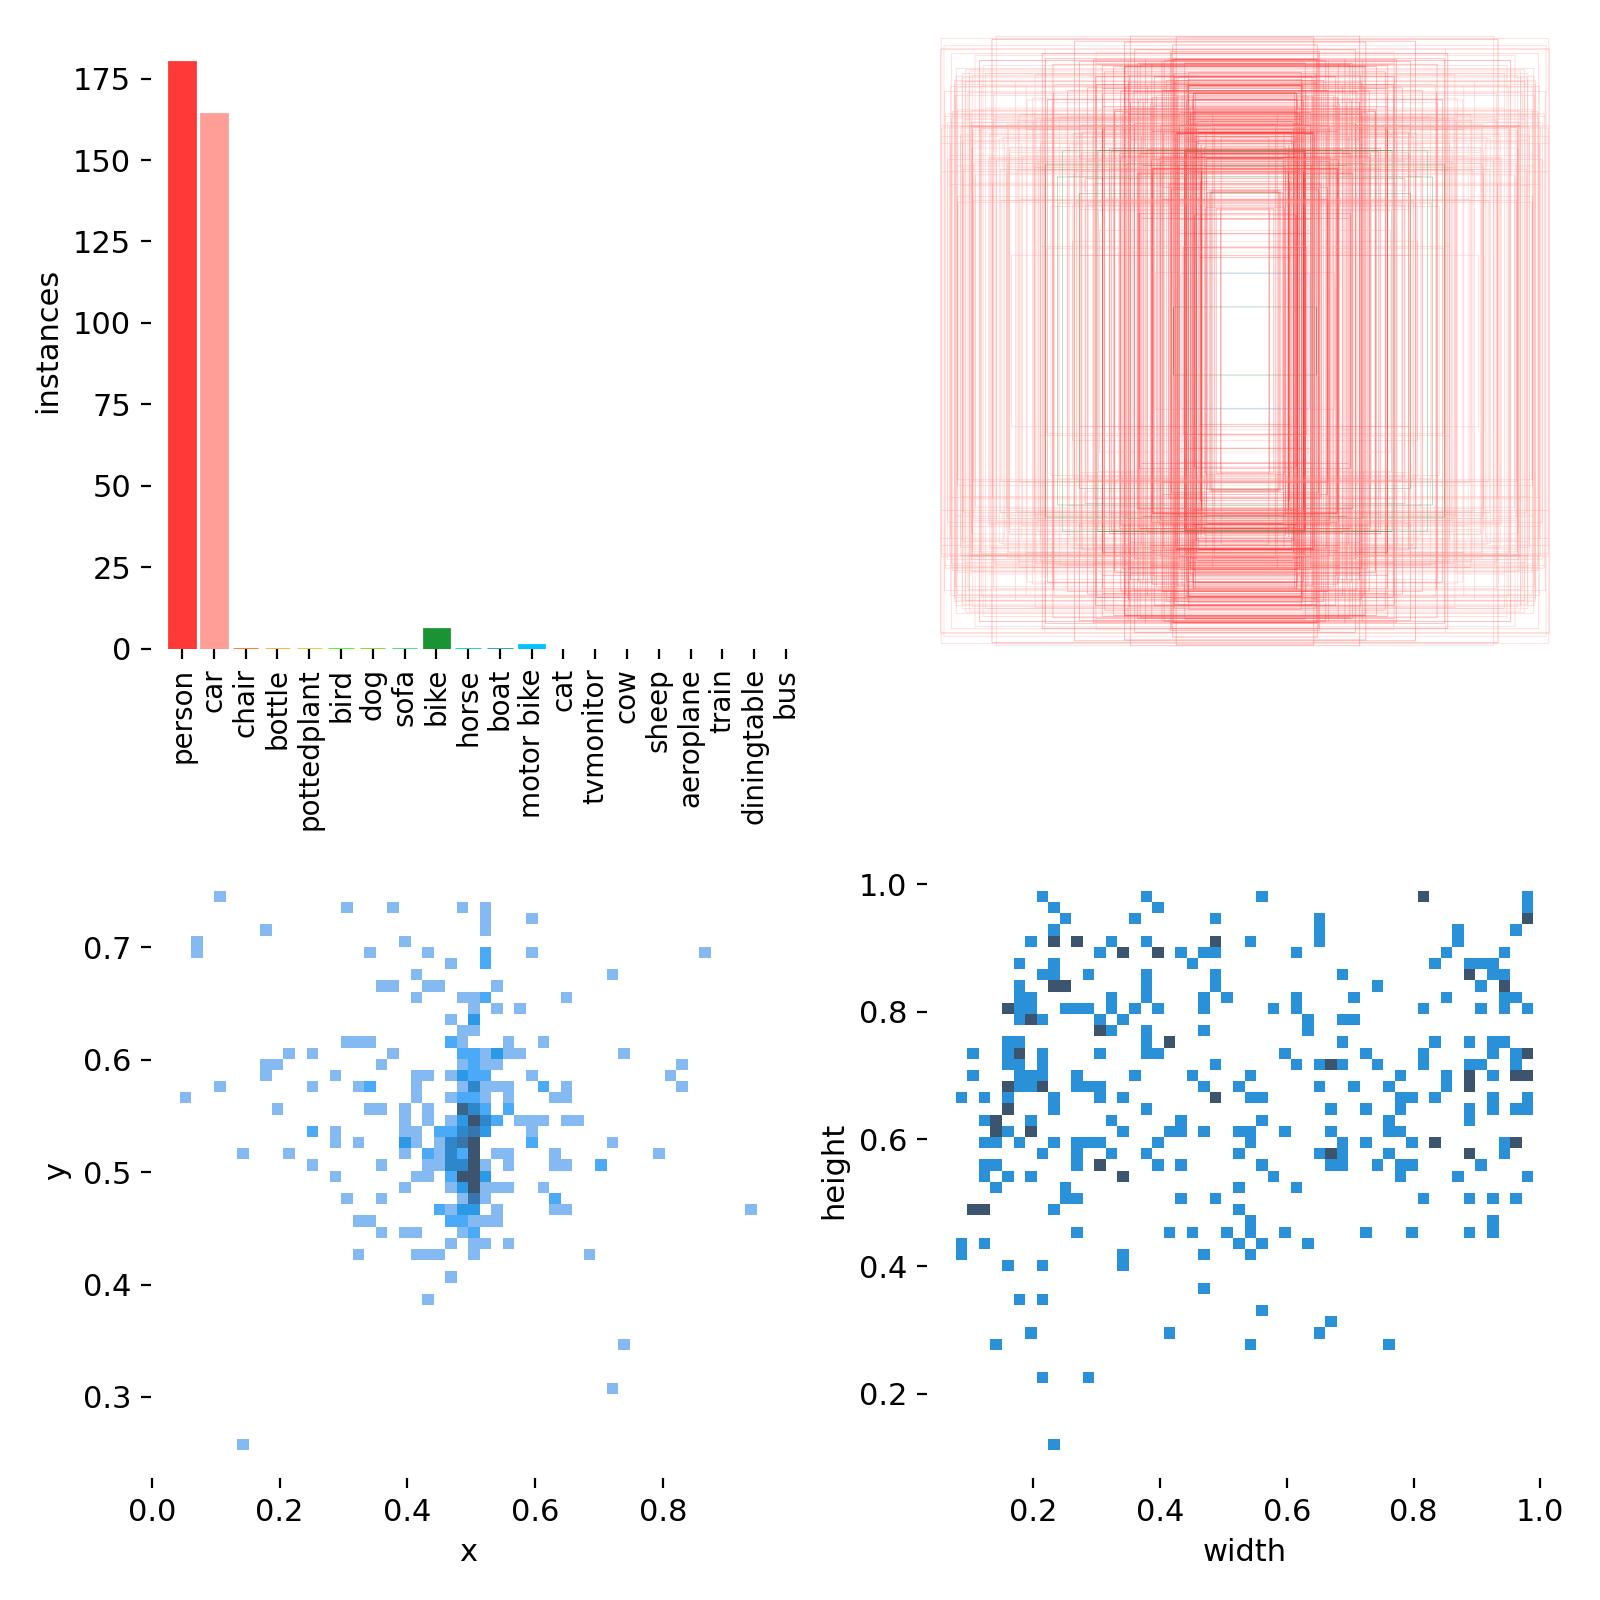 instances
175
150
125
100
75
50
25
0
person
car
chair
bottle
pottedplant
bird
dog
sofa
bike
horse
boat
motor bike
cat
tvmonitor
cow
sheep
aeroplane
train
diningtable
bus
y
0.7
0.6
0.5
0.4
0.3
0.0 0.2 0.4 0.6 0.8
x
height
1.0
0.8
0.6
0.4
0.2
0.2 0.4 0.6 0.8 1.0
width